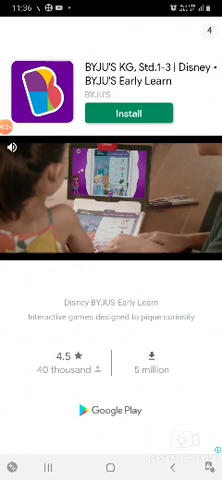 11:36
4
BYJU'S KG, Std.1-3 | Disney •
BYJU'S Early Learn
BYJU'S
Install
Disney BYJUS Early Learn
Interactive games designed to pique curiosity
4.5 ★
40 thousand
5 million
Google Play